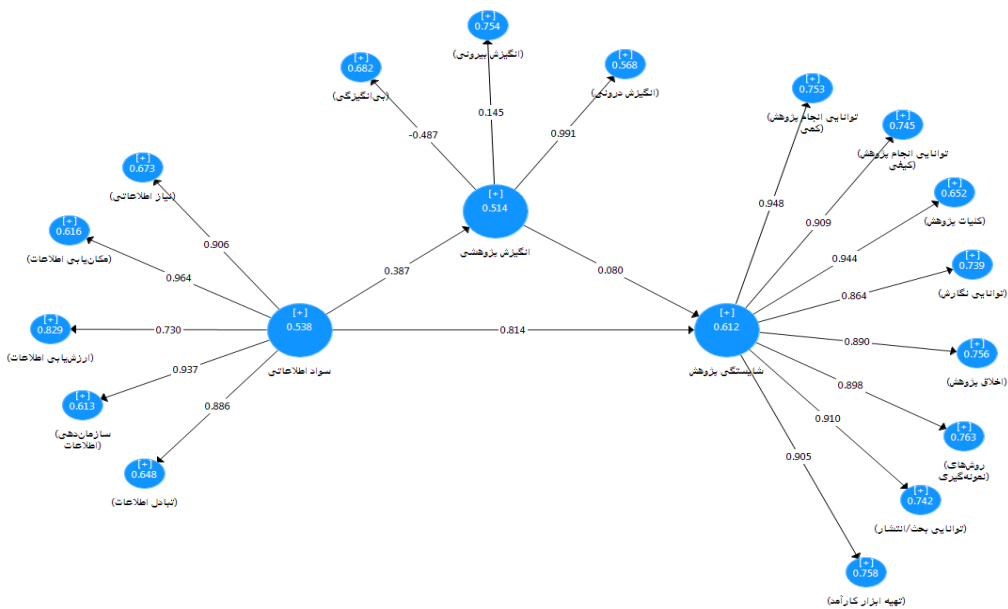 [+]
0.754
(انگیزش بیرونی)
[+]
0.682
(بی‌انگیزگی)
[+]
0.568
(انگیزش درونی)
-0.487
0.145
0.991
[+]
0.753
توانایی انجام پژوهش)
(کمی
[+]
0.745
توانایی انجام پژوهش)
(کیفی
[+]
0.673
(نیاز اطلاعاتی)
[+]
0.652
(کلیات پژوهش)
[+]
0.514
انگیزش پژوهشی
[+]
0.616
(مکان‌یابی اطلاعات)
[+]
0.739
(توانایی نگارش)
0.906
0.964
0.730
0.937
0.886
0.387
0.080
0.814
0.948
0.909
0.944
0.864
0.890
0.898
0.910
0.905
[+]
0.829
(ارزش‌یابی اطلاعات)
[+]
0.538
سواد اطلاعاتی
[+]
0.612
شایستگی پژوهش
[+]
0.756
(اخلاق پژوهش)
[+]
0.613
سازمان‌دهی)
(اطلاعات
[+]
0.763
روش‌های)
(نمونه‌گیری
[+]
0.648
(تبادل اطلاعات)
[+]
0.742
(توانایی بحث/انتشار)
[+]
0.758
(تهیه ابزار کارآمد)